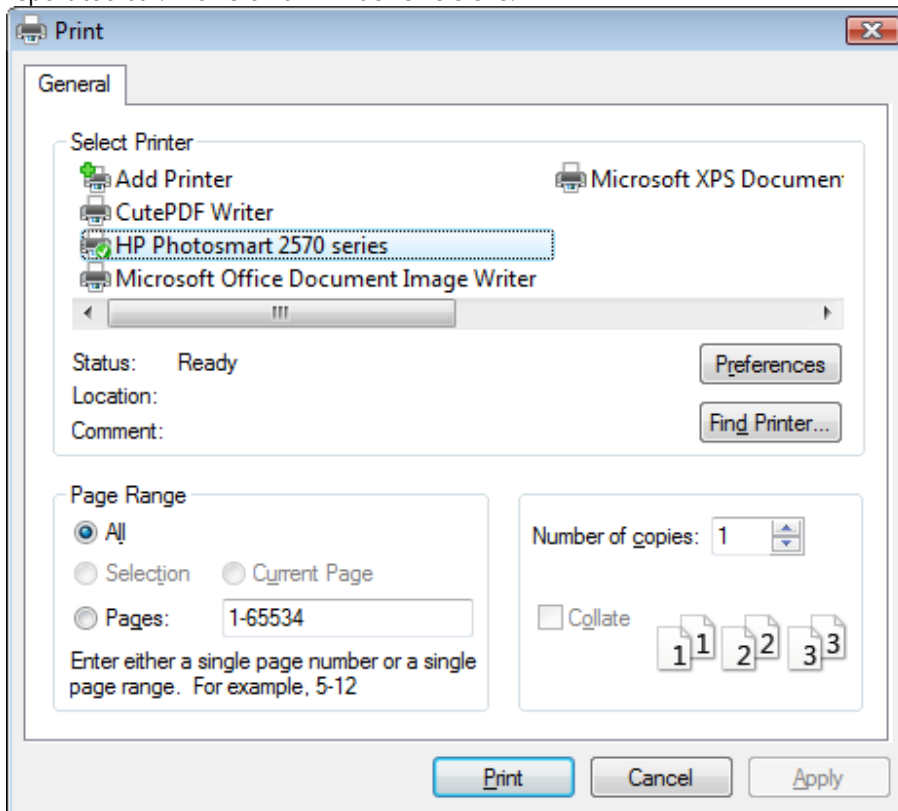 Print
General
Select Printer
Add Printer
Microsoft XPS Documen
CutePDF Writer
HP Photosmart 2570 series
Microsoft Office Document Image Writer
Status: Ready
Preferences
Location:
Comment:
Find Printer...
Page Range
All
Number of copies: 1
Selection Current Page
Pages: 1-65534
Collate
1 1 2 2 3 3
Enter either a single page number or a single
page range. For example, 5-12
Print Cancel Apply